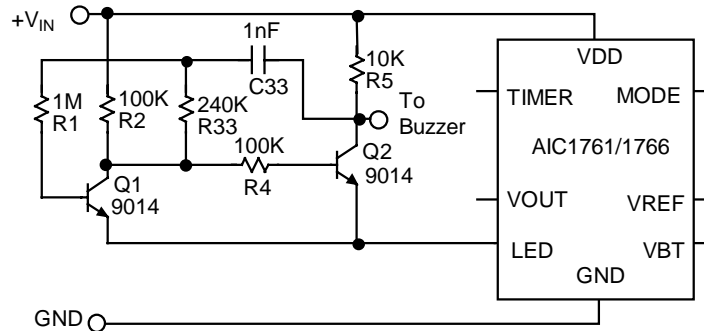 +VIN
1nF
C33
10K
R5
VDD
1M
R1
100K
R2
240K
R33
To
Buzzer
TIMER
MODE
100K
R4
Q2
9014
AIC1761/1766
Q1
9014
VOUT
VREF
LED
VBT
GND
GND